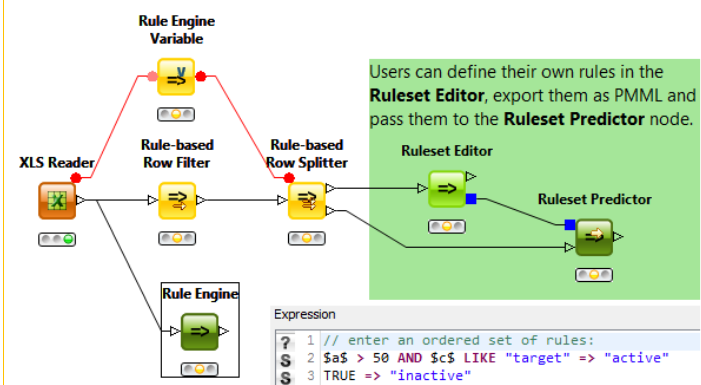 Rule Engine
Variable
Users can define their own rules in the
Ruleset Editor, export them as PMML and
pass them to the Ruleset Predictor node.
XLS Reader
Rule-based
Row Filter
Rule-based
Row Splitter
Ruleset Editor
Ruleset Predictor
Rule Engine
Expression
? 1 // enter an ordered set of rules:
S 2 $a$ > 50 AND $c$ LIKE "target" => "active"
S 3 TRUE => "inactive"